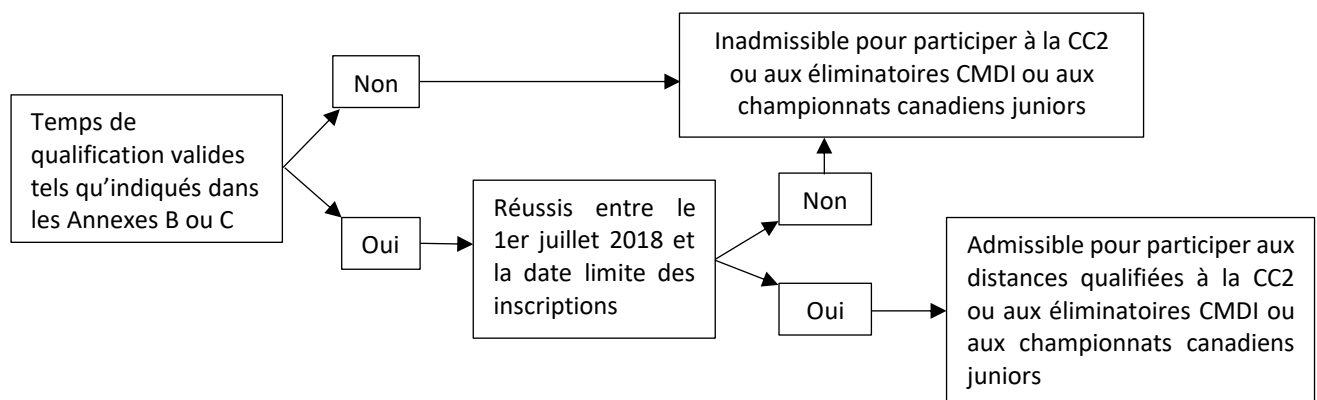 Temps de
qualification valides
tels qu’indiqués dans
les Annexes B ou C
Non
Oui
Réussis entre le
1er juillet 2018 et
la date limite des
inscriptions
Inadmissible pour participer à la CC2
ou aux éliminatoires CMDI ou aux
championnats canadiens juniors
Non
Oui
Admissible pour participer aux
distances qualifiées à la CC2
ou aux éliminatoires CMDI ou
aux championnats canadiens
juniors